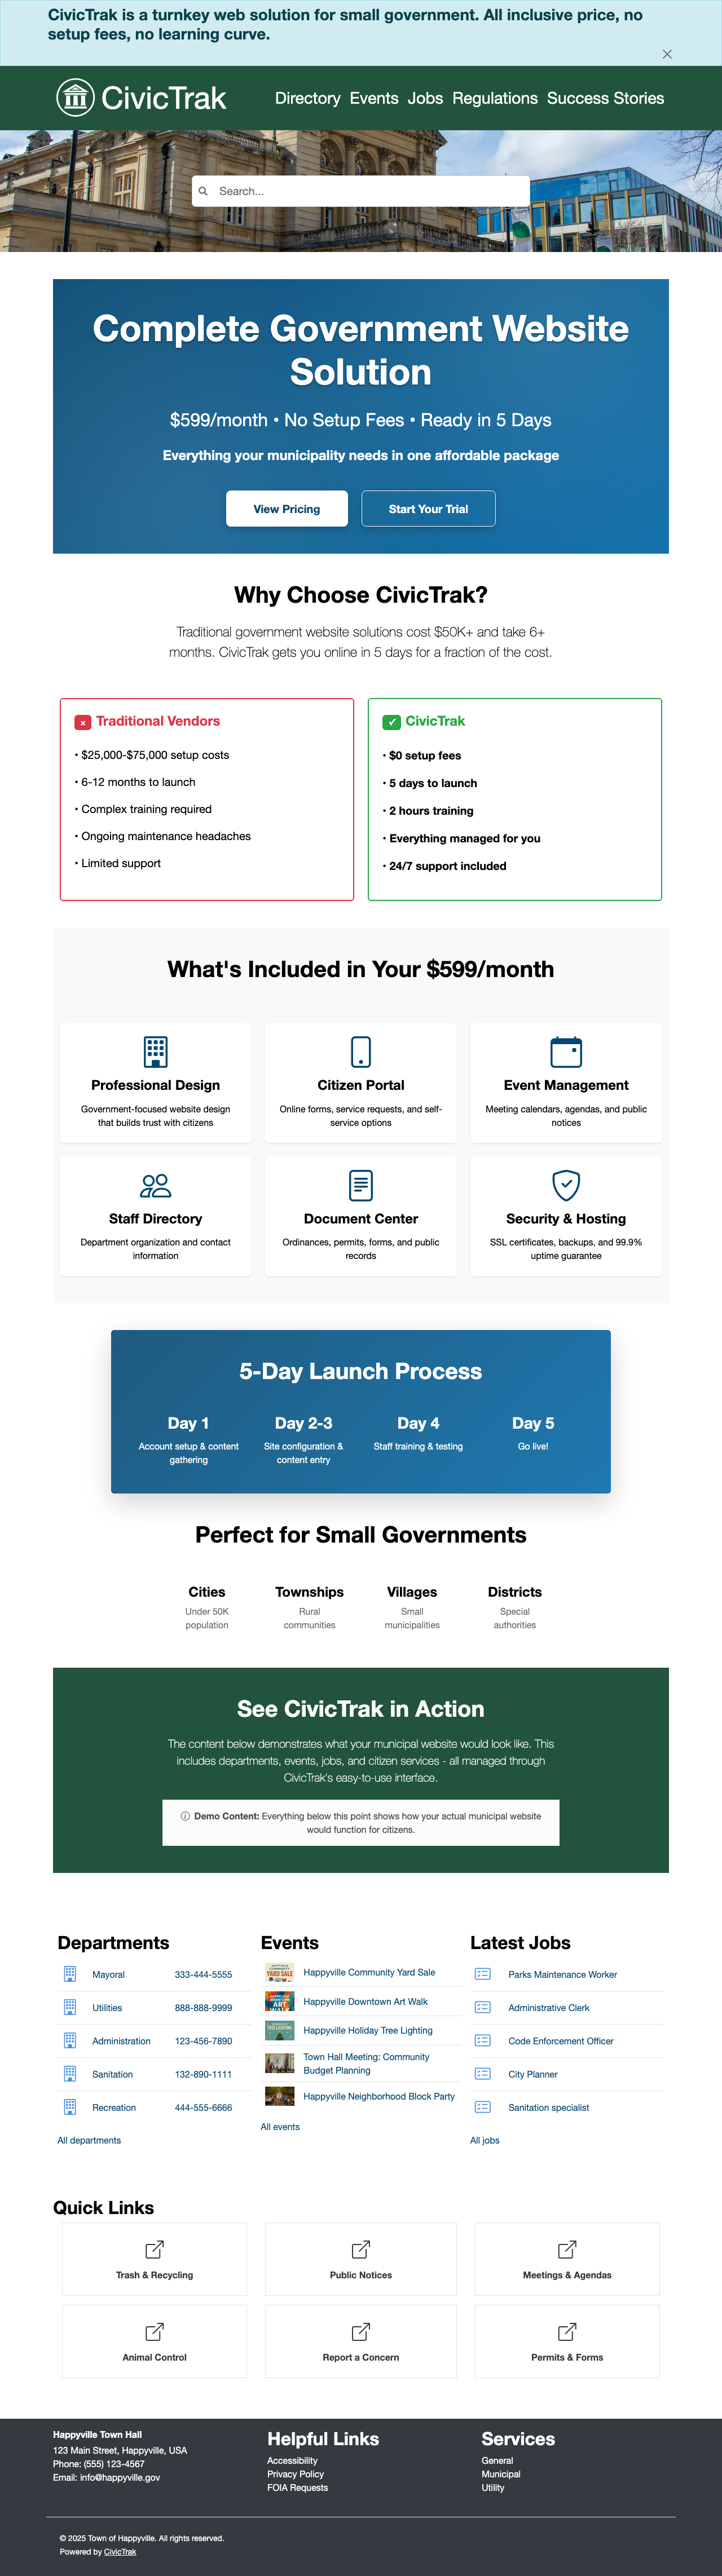 CivicTrak is a turnkey web solution for small government. All inclusive price, no
setup fees, no learning curve.
CivicTrak
Directory Events Jobs Regulations Success Stories
Search...
Complete Government Website
Solution
$599/month • No Setup Fees • Ready in 5 Days
Everything your municipality needs in one affordable package
View Pricing
Start Your Trial
Why Choose CivicTrak?
Traditional government website solutions cost $50K+ and take 6+
months. CivicTrak gets you online in 5 days for a fraction of the cost.
Traditional Vendors
• $25,000-$75,000 setup costs
• 6-12 months to launch
• Complex training required
• Ongoing maintenance headaches
• Limited support
CivicTrak
• $0 setup fees
• 5 days to launch
• 2 hours training
• Everything managed for you
• 24/7 support included
What's Included in Your $599/month
Professional Design
Government-focused website design
that builds trust with citizens
Citizen Portal
Online forms, service requests, and self-
service options
Event Management
Meeting calendars, agendas, and public
notices
Staff Directory
Department organization and contact
information
Document Center
Ordinances, permits, forms, and public
records
Security & Hosting
SSL certificates, backups, and 99.9%
uptime guarantee
5-Day Launch Process
Day 1
Account setup & content
gathering
Day 2-3
Site configuration &
content entry
Day 4
Staff training & testing
Day 5
Go live!
Perfect for Small Governments
Cities
Under 50K
population
Townships
Rural
communities
Villages
Small
municipalities
Districts
Special
authorities
See CivicTrak in Action
The content below demonstrates what your municipal website would look like. This
includes departments, events, jobs, and citizen services - all managed through
CivicTrak's easy-to-use interface.
Demo Content: Everything below this point shows how your actual municipal website
would function for citizens.
Departments
Mayoral 333-444-5555
Utilities 888-888-9999
Administration 123-456-7890
Sanitation 132-890-1111
Recreation 444-555-6666
All departments
Events
YARD SALE
Happyville Community Yard Sale
ART
WALK
Happyville Downtown Art Walk
TREE LIGHTING
Happyville Holiday Tree Lighting
Town Hall Meeting: Community
Budget Planning
Happyville Neighborhood Block Party
All events
Latest Jobs
Parks Maintenance Worker
Administrative Clerk
Code Enforcement Officer
City Planner
Sanitation specialist
All jobs
Quick Links
Trash & Recycling
Public Notices
Meetings & Agendas
Animal Control
Report a Concern
Permits & Forms
Happyville Town Hall
123 Main Street, Happyville, USA
Phone: (555) 123-4567
Email: info@happyville.gov
Helpful Links
Accessibility
Privacy Policy
FOIA Requests
Services
General
Municipal
Utility
© 2025 Town of Happyville. All rights reserved.
Powered by CivicTrak